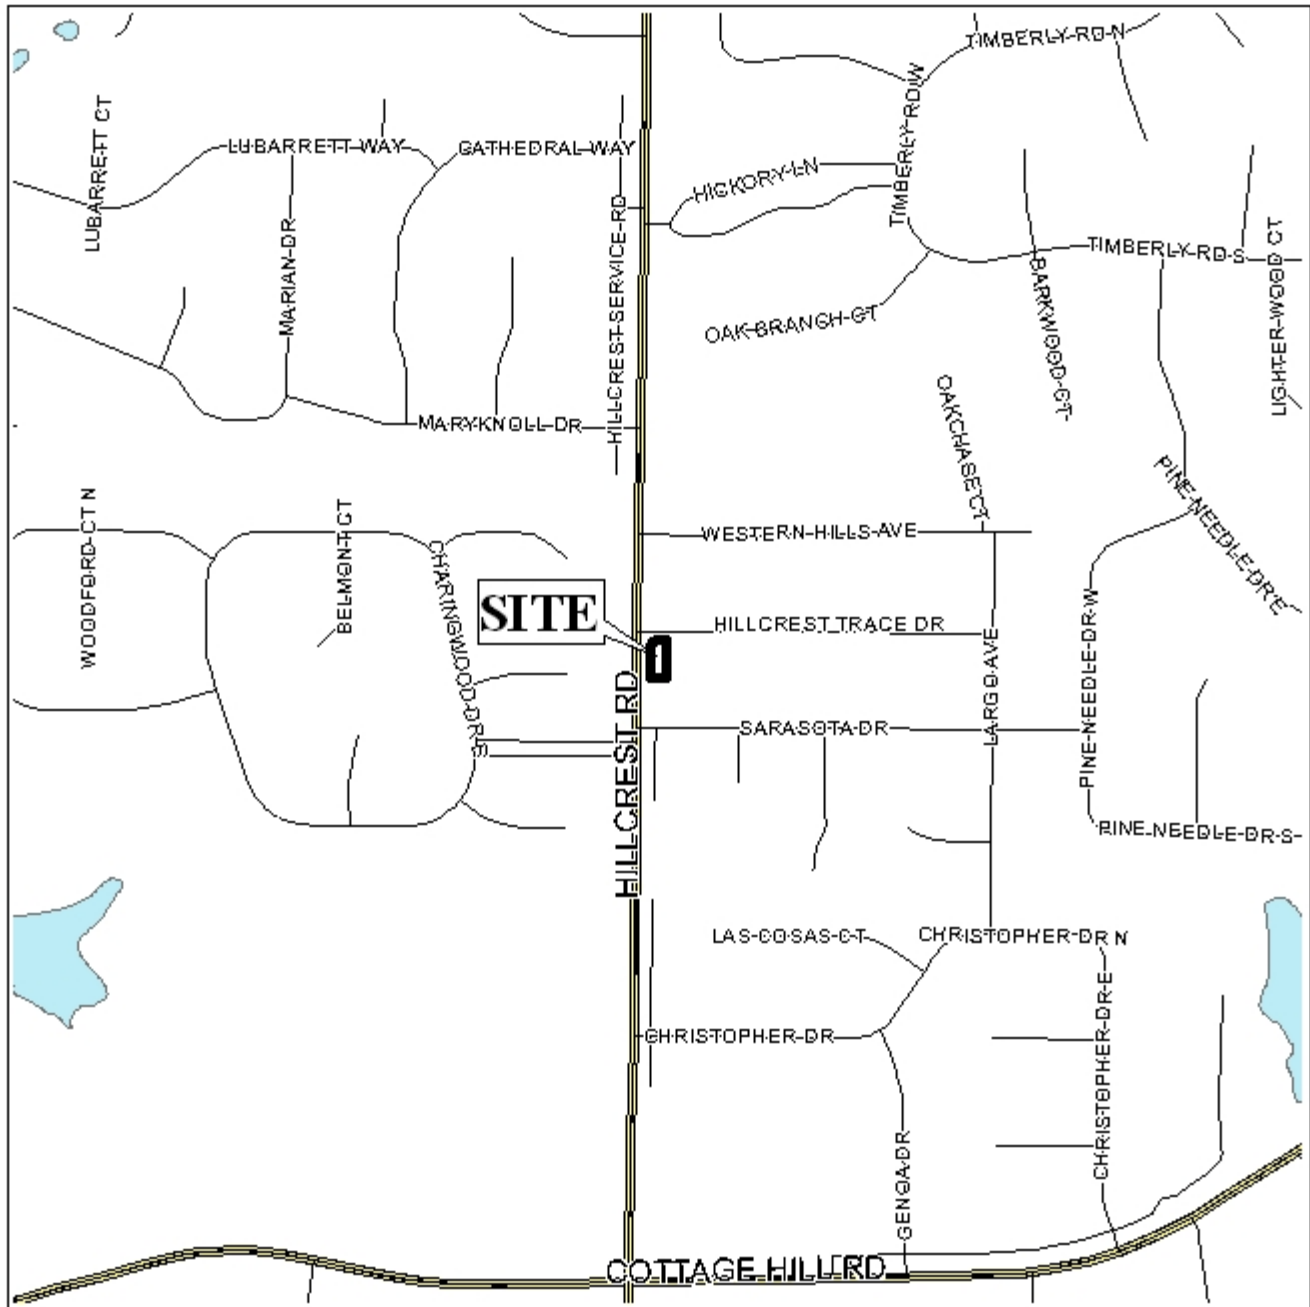 TIMBERLY RD N
TIMBERLY RD W
LUBARRETT CT
LUBARRETT WAY
CATHEDRAL WAY
HICKORY LN
HILLCREST SERVICE RD
MARIAN DR
TIMBERLY RD S
LIGHTER WOOD CT
BARKWOOD CT
OAK BRANCH CT
OAKCHASE CT
MARYKNOLL DR
PINE NEEDLE DR E
WOODFORD CT N
BELMONT CT
CHARINGWOOD DR S
WESTERN HILLS AVE
SITE
HILLCREST TRACE DR
LARGO AVE
PINE NEEDLE DR W
HILLCREST RD
SARASOTA DR
PINE NEEDLE DR S
LAS COSAS CT
CHRISTOPHER DR N
CHRISTOPHER DR E
CHRISTOPHER DR
GENOA DR
COTTAGE HILL RD